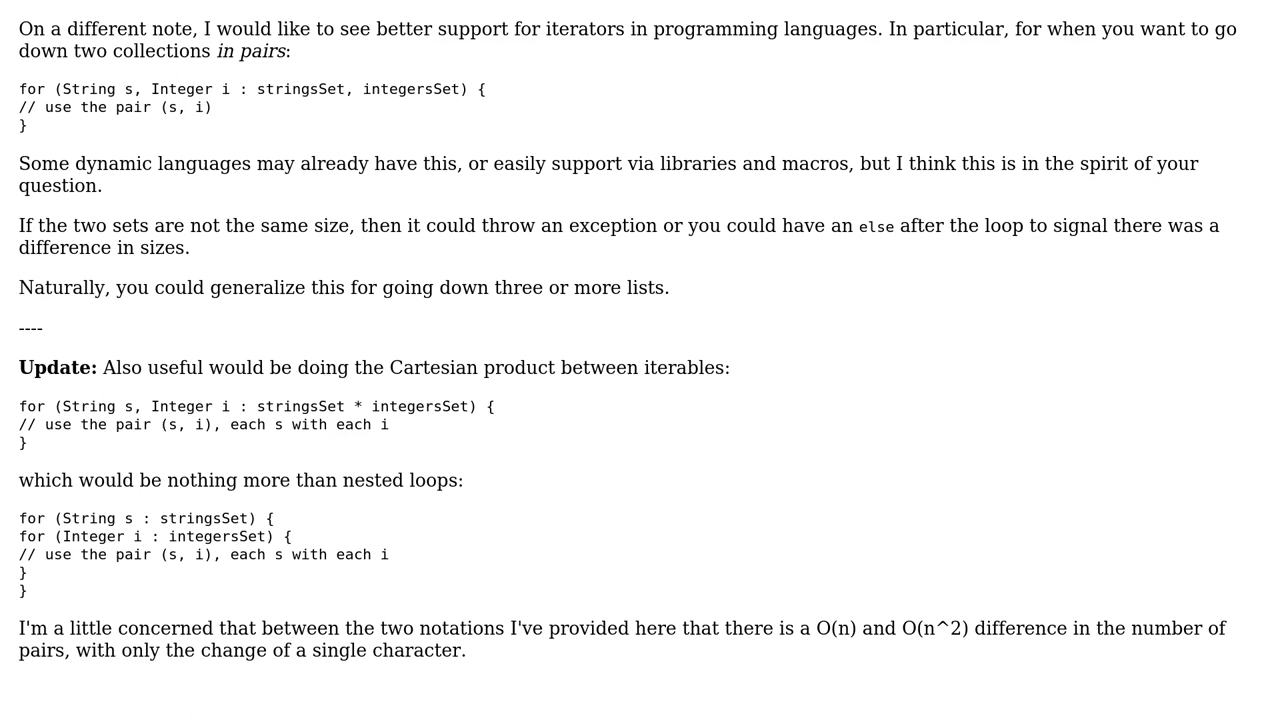 On a different note, I would like to see better support for iterators in programming languages. In particular, for when you want to go
down two collections in pairs:
for (String s, Integer i : stringsSet, integersSet) {
// use the pair (s, i)
}
Some dynamic languages may already have this, or easily support via libraries and macros, but I think this is in the spirit of your
question.
If the two sets are not the same size, then it could throw an exception or you could have an else after the loop to signal there was a
difference in sizes.
Naturally, you could generalize this for going down three or more lists.
----
Update: Also useful would be doing the Cartesian product between iterables:
for (String s, Integer i : stringsSet * integersSet) {
// use the pair (s, i), each s with each i
}
which would be nothing more than nested loops:
for (String s : stringsSet) {
for (Integer i : integersSet) {
// use the pair (s, i), each s with each i
}
}
I'm a little concerned that between the two notations I've provided here that there is a O(n) and O(n^2) difference in the number of
pairs, with only the change of a single character.